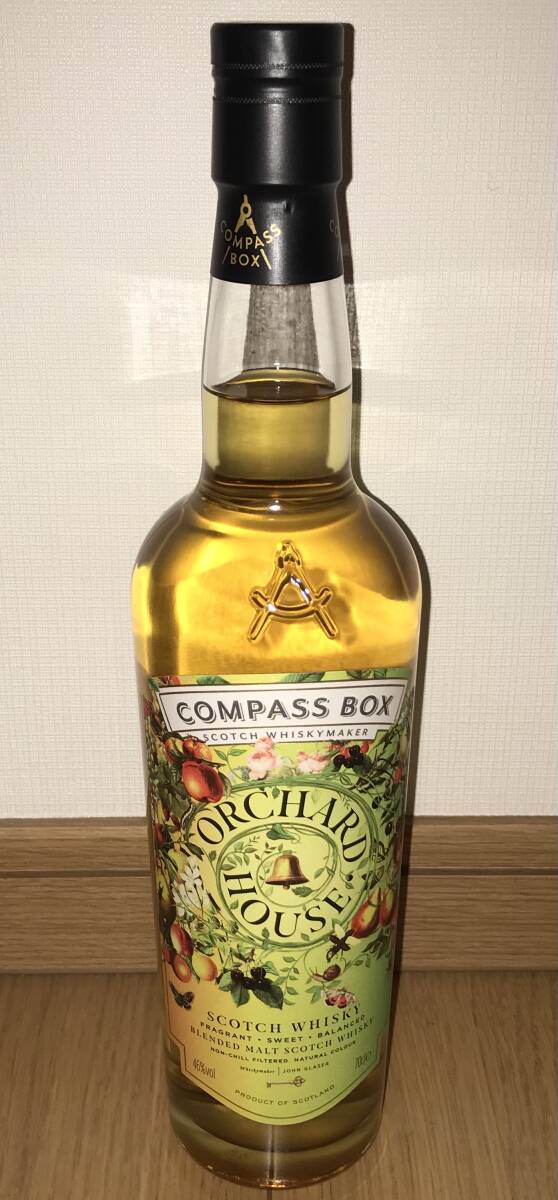 COMPASS
BOX
COMPASS BOX
SCOTCH WHISKYMAKER
ORCHARD
HOUSE
SCOTCH WHISKY
FRAGRANT • SWEET • BALANCED
BLENDED MALT SCOTCH WHISKY
NON-CHILL FILTERED NATURAL COLOUR
46%vol
Whiskymaker | JOHN GLASER
70cl℮
PRODUCT OF SCOTLAND